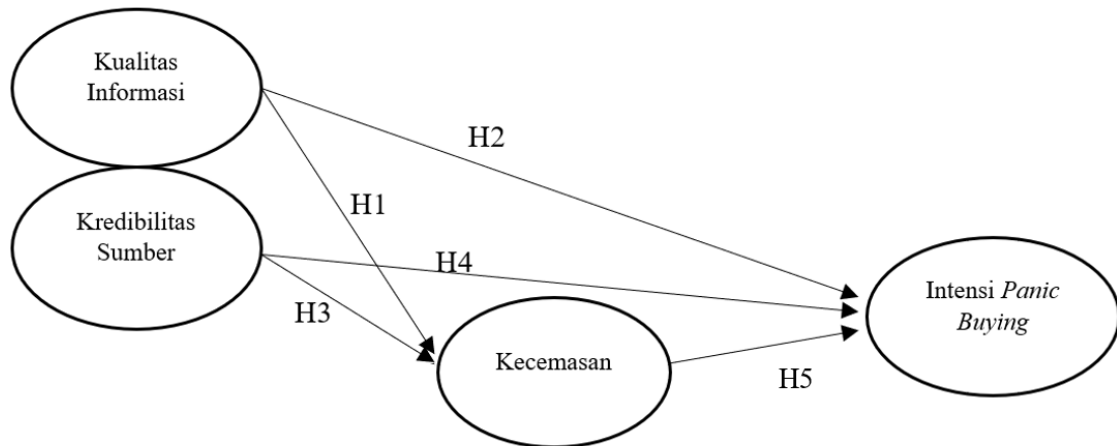 Kualitas
Informasi
H2
H1
Kredibilitas
Sumber
H4
H3
Intensi Panic
Buying
Kecemasan
H5